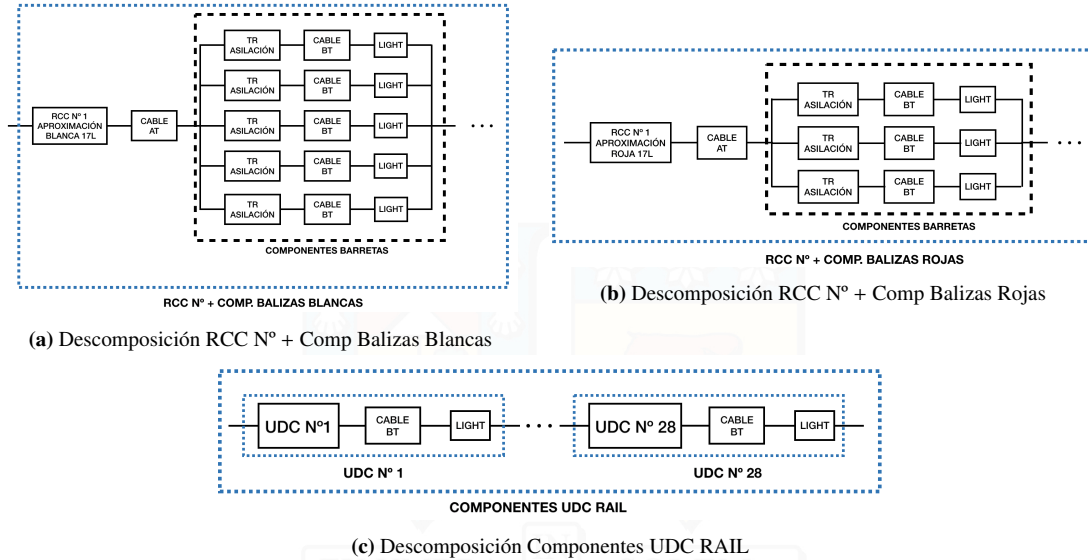 RCC Nº 1
APROXIMACIÓN
BLANCA 17L
CABLE
AT
TR
ASILACIÓN
CABLE
BT
LIGHT
TR
ASILACIÓN
CABLE
BT
LIGHT
TR
ASILACIÓN
CABLE
BT
LIGHT
TR
ASILACIÓN
CABLE
BT
LIGHT
TR
ASILACIÓN
CABLE
BT
LIGHT
COMPONENTES BARRETAS
RCC Nº + COMP. BALIZAS BLANCAS
(a) Descomposición RCC Nº + Comp Balizas Blancas
RCC Nº 1
APROXIMACIÓN
ROJA 17L
CABLE
AT
TR
ASILACIÓN
CABLE
BT
LIGHT
TR
ASILACIÓN
CABLE
BT
LIGHT
TR
ASILACIÓN
CABLE
BT
LIGHT
COMPONENTES BARRETAS
RCC Nº + COMP. BALIZAS ROJAS
(b) Descomposición RCC Nº + Comp Balizas Rojas
UDC Nº1
CABLE
BT
LIGHT
UDC Nº 28
CABLE
BT
LIGHT
UDC Nº 1
UDC Nº 28
COMPONENTES UDC RAIL
(c) Descomposición Componentes UDC RAIL